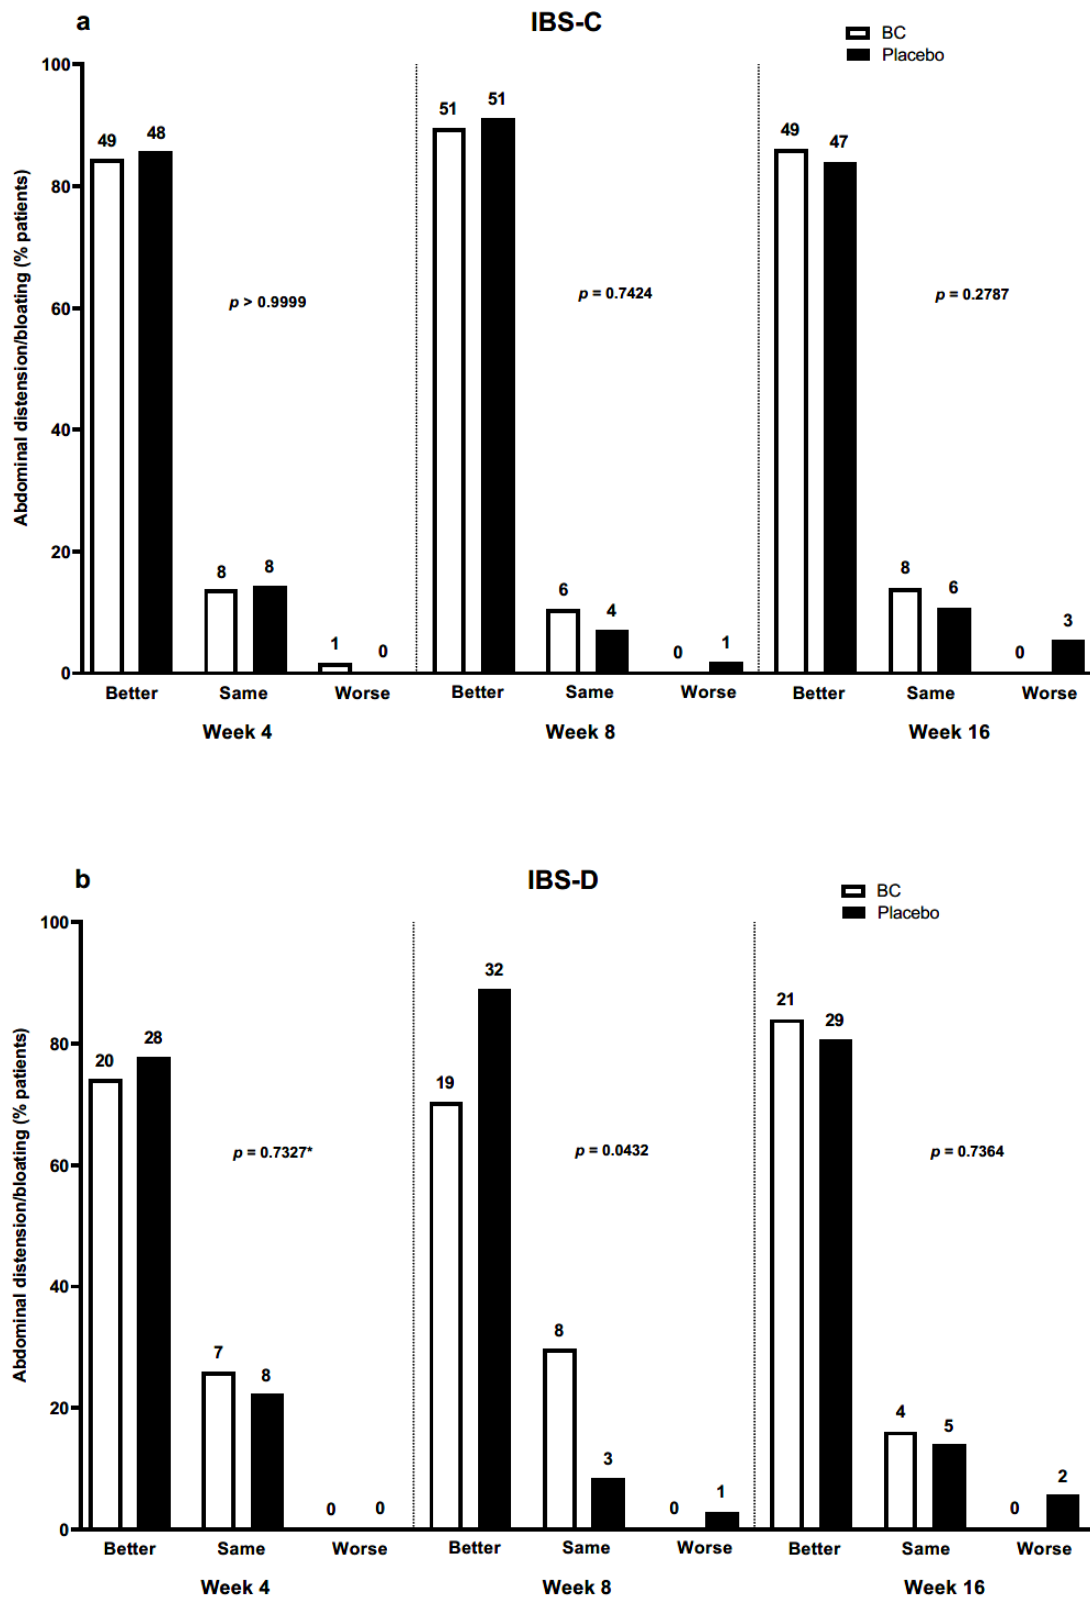 a
IBS-C
BC
Placebo
Abdominal distension/bloating (% patients)
100
80
60
40
20
0
49
48
8
8
1
0
p > 0.9999
51
51
6
4
0
1
p = 0.7424
49
47
8
6
0
3
p = 0.2787
Better Same Worse Better Same Worse Better Same Worse
Week 4 Week 8 Week 16
b
IBS-D
BC
Placebo
Abdominal distension/bloating (% patients)
100
80
60
40
20
0
20
28
7
8
0
0
p = 0.7327*
19
32
8
3
0
1
p = 0.0432
21
29
4
5
0
2
p = 0.7364
Better Same Worse Better Same Worse Better Same Worse
Week 4 Week 8 Week 16